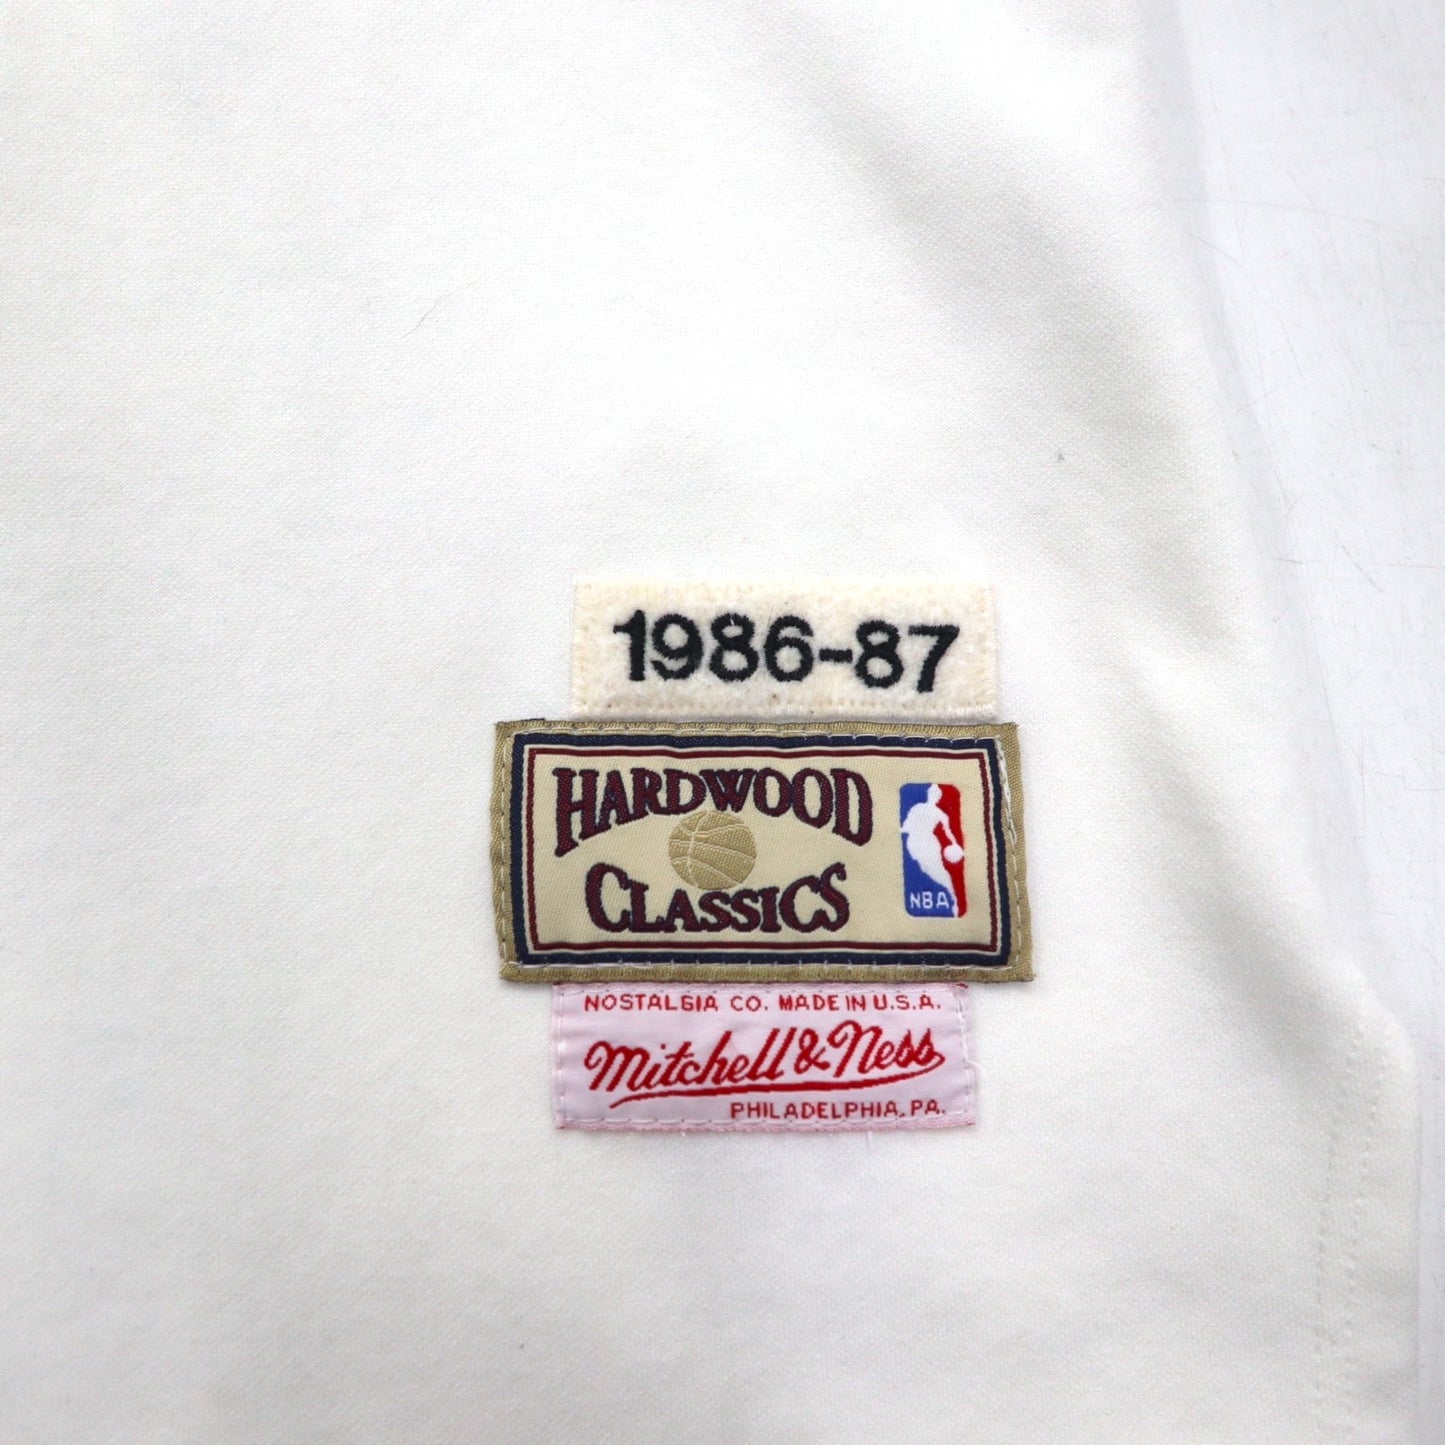 1986-87
HARDWOOD
CLASSICS
NBA
NOSTALGIA CO. MADE IN U.S.A.
Mitchell & Ness
PHILADELPHIA, PA.